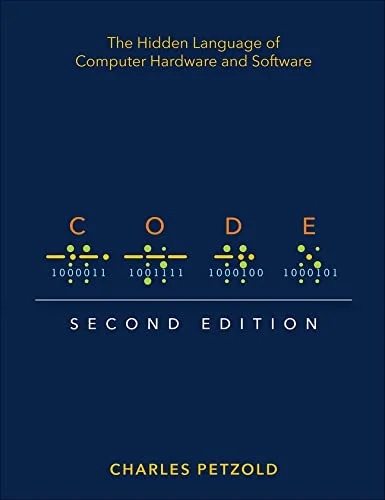 The Hidden Language of
Computer Hardware and Software
C O D E
1000011 1001111 1000100 1000101
SECOND EDITION
CHARLES PETZOLD